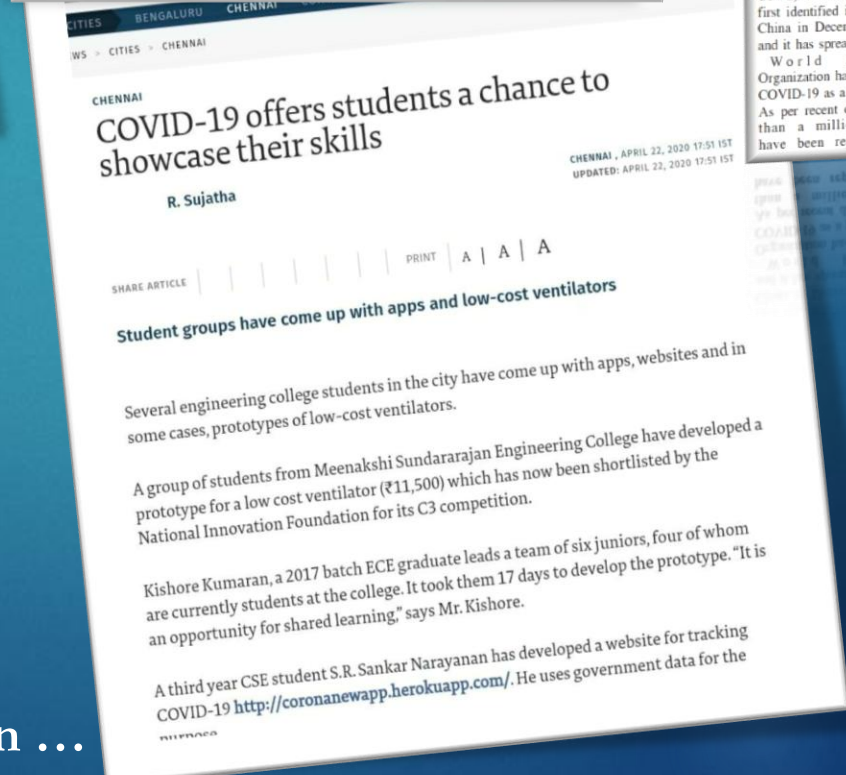 CITIES BENGALURU CHENNAI
WS > CITIES > CHENNAI
CHENNAI
COVID-19 offers students a chance to
showcase their skills
R. Sujatha
CHENNAI , APRIL 22, 2020 17:51 IST
UPDATED: APRIL 22, 2020 17:51 IST
SHARE ARTICLE PRINT A | A | A
Student groups have come up with apps and low-cost ventilators
Several engineering college students in the city have come up with apps, websites and in
some cases, prototypes of low-cost ventilators.
A group of students from Meenakshi Sundararajan Engineering College have developed a
prototype for a low cost ventilator (₹11,500) which has now been shortlisted by the
National Innovation Foundation for its C3 competition.
Kishore Kumaran, a 2017 batch ECE graduate leads a team of six juniors, four of whom
are currently students at the college. It took them 17 days to develop the prototype. “It is
an opportunity for shared learning,” says Mr. Kishore.
A third year CSE student S.R. Sankar Narayanan has developed a website for tracking
COVID-19 http://coronanewapp.herokuapp.com/. He uses government data for the
first identified
China in Decem
and it has sprea
World
Organization ha
COVID-19 as a
As per recent
than a milli
have been re
n ...